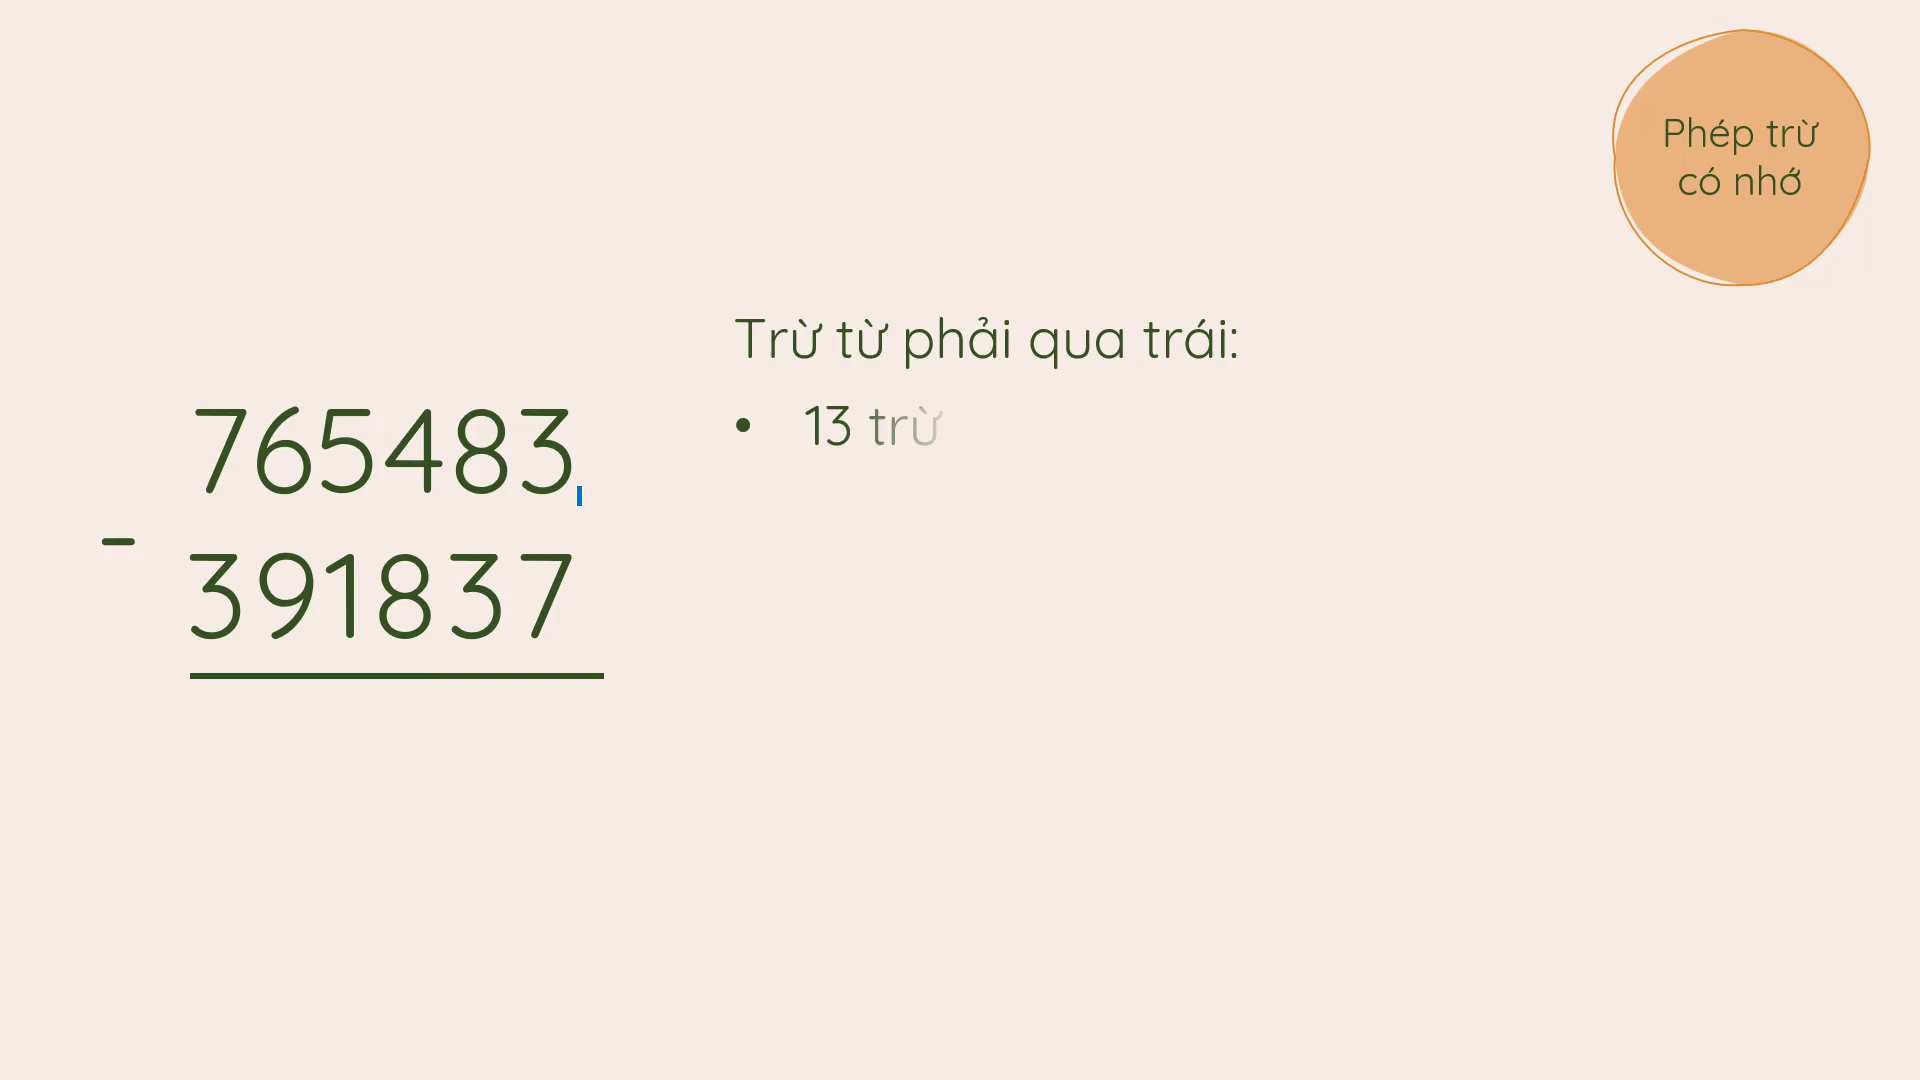 Phép trừ
có nhớ
Trừ từ phải qua trái:
• 13 trừ
765483
-
391837